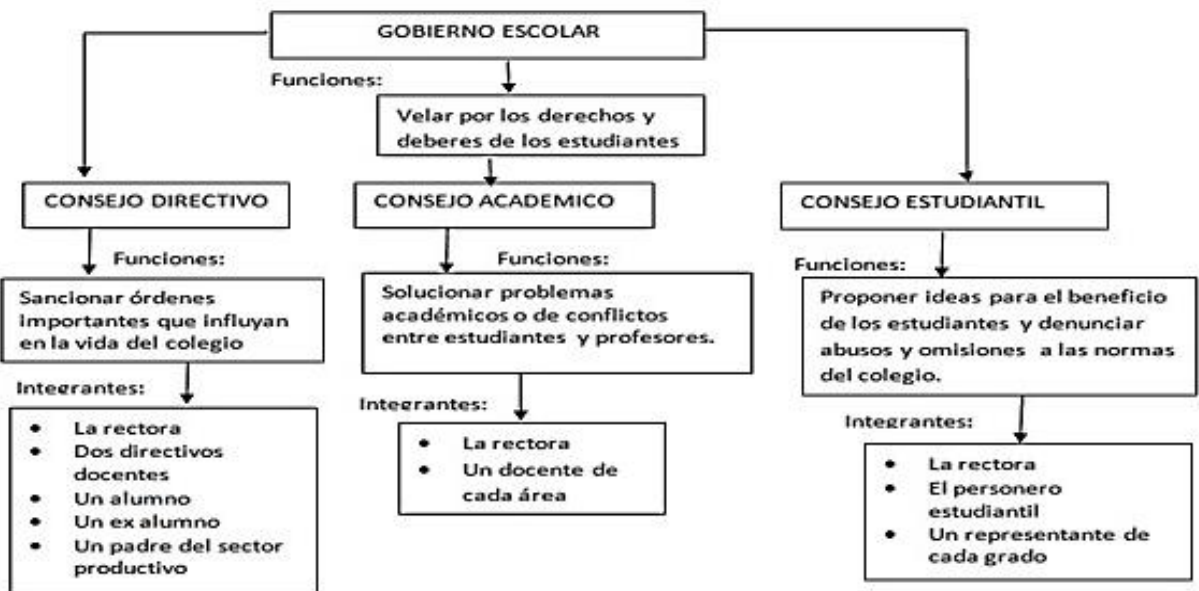 GOBIERNO ESCOLAR
Funciones:
Velar por los derechos y
deberes de los estudiantes
CONSEJO DIRECTIVO
Funciones:
Sancionar órdenes
importantes que influyan
en la vida del colegio
Integrantes:
• La rectora
• Dos directivos
docentes
• Un alumno
• Un ex alumno
• Un padre del sector
productivo
CONSEJO ACADEMICO
Funciones:
Solucionar problemas
académicos o de conflictos
entre estudiantes y profesores.
Integrantes:
• La rectora
• Un docente de
cada área
CONSEJO ESTUDIANTIL
Funciones:
Proponer ideas para el beneficio
de los estudiantes y denunciar
abusos y omisiones a las normas
del colegio.
Integrantes:
• La rectora
• El personero
estudiantil
• Un representante de
cada grado